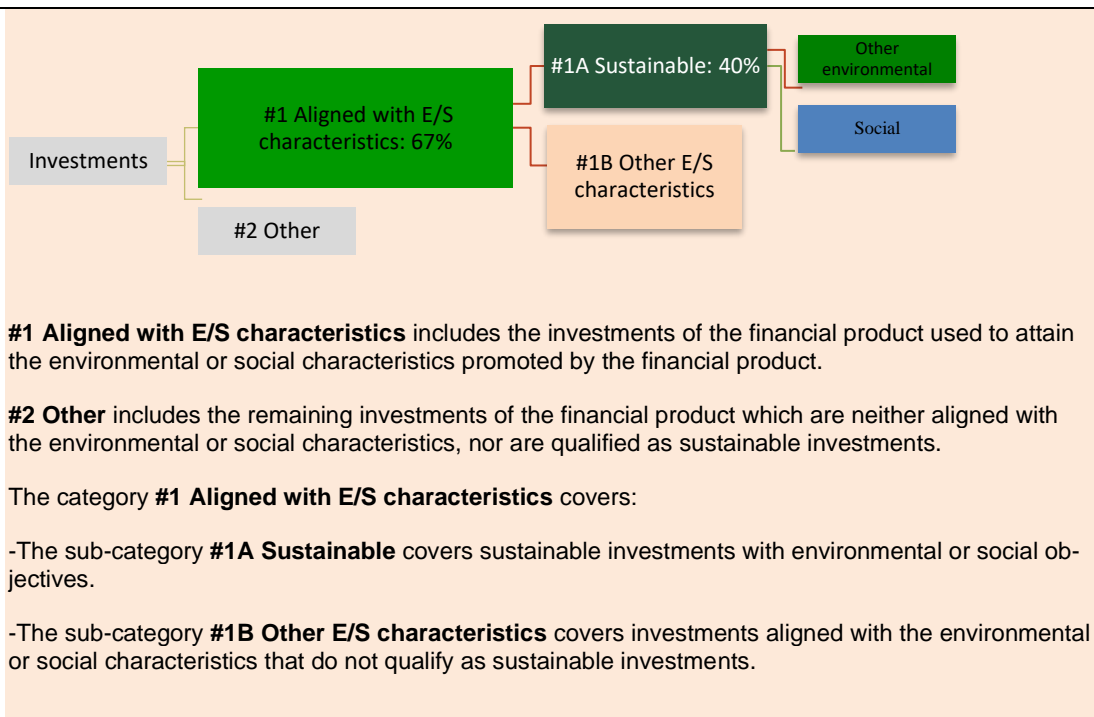 Investments
#1 Aligned with E/S
characteristics: 67%
#2 Other
#1A Sustainable: 40%
#1B Other E/S
characteristics
Other
environmental
Social
#1 Aligned with E/S characteristics includes the investments of the financial product used to attain
the environmental or social characteristics promoted by the financial product.
#2 Other includes the remaining investments of the financial product which are neither aligned with
the environmental or social characteristics, nor are qualified as sustainable investments.
The category #1 Aligned with E/S characteristics covers:
-The sub-category #1A Sustainable covers sustainable investments with environmental or social ob-
jectives.
-The sub-category #1B Other E/S characteristics covers investments aligned with the environmental
or social characteristics that do not qualify as sustainable investments.